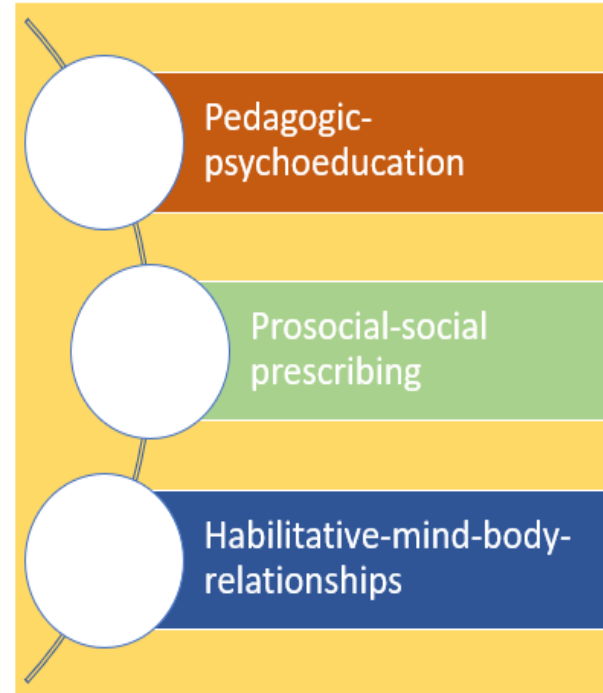 Pedagogic-
psychoeducation
Prosocial-social
prescribing
Habilitative-mind-body-
relationships